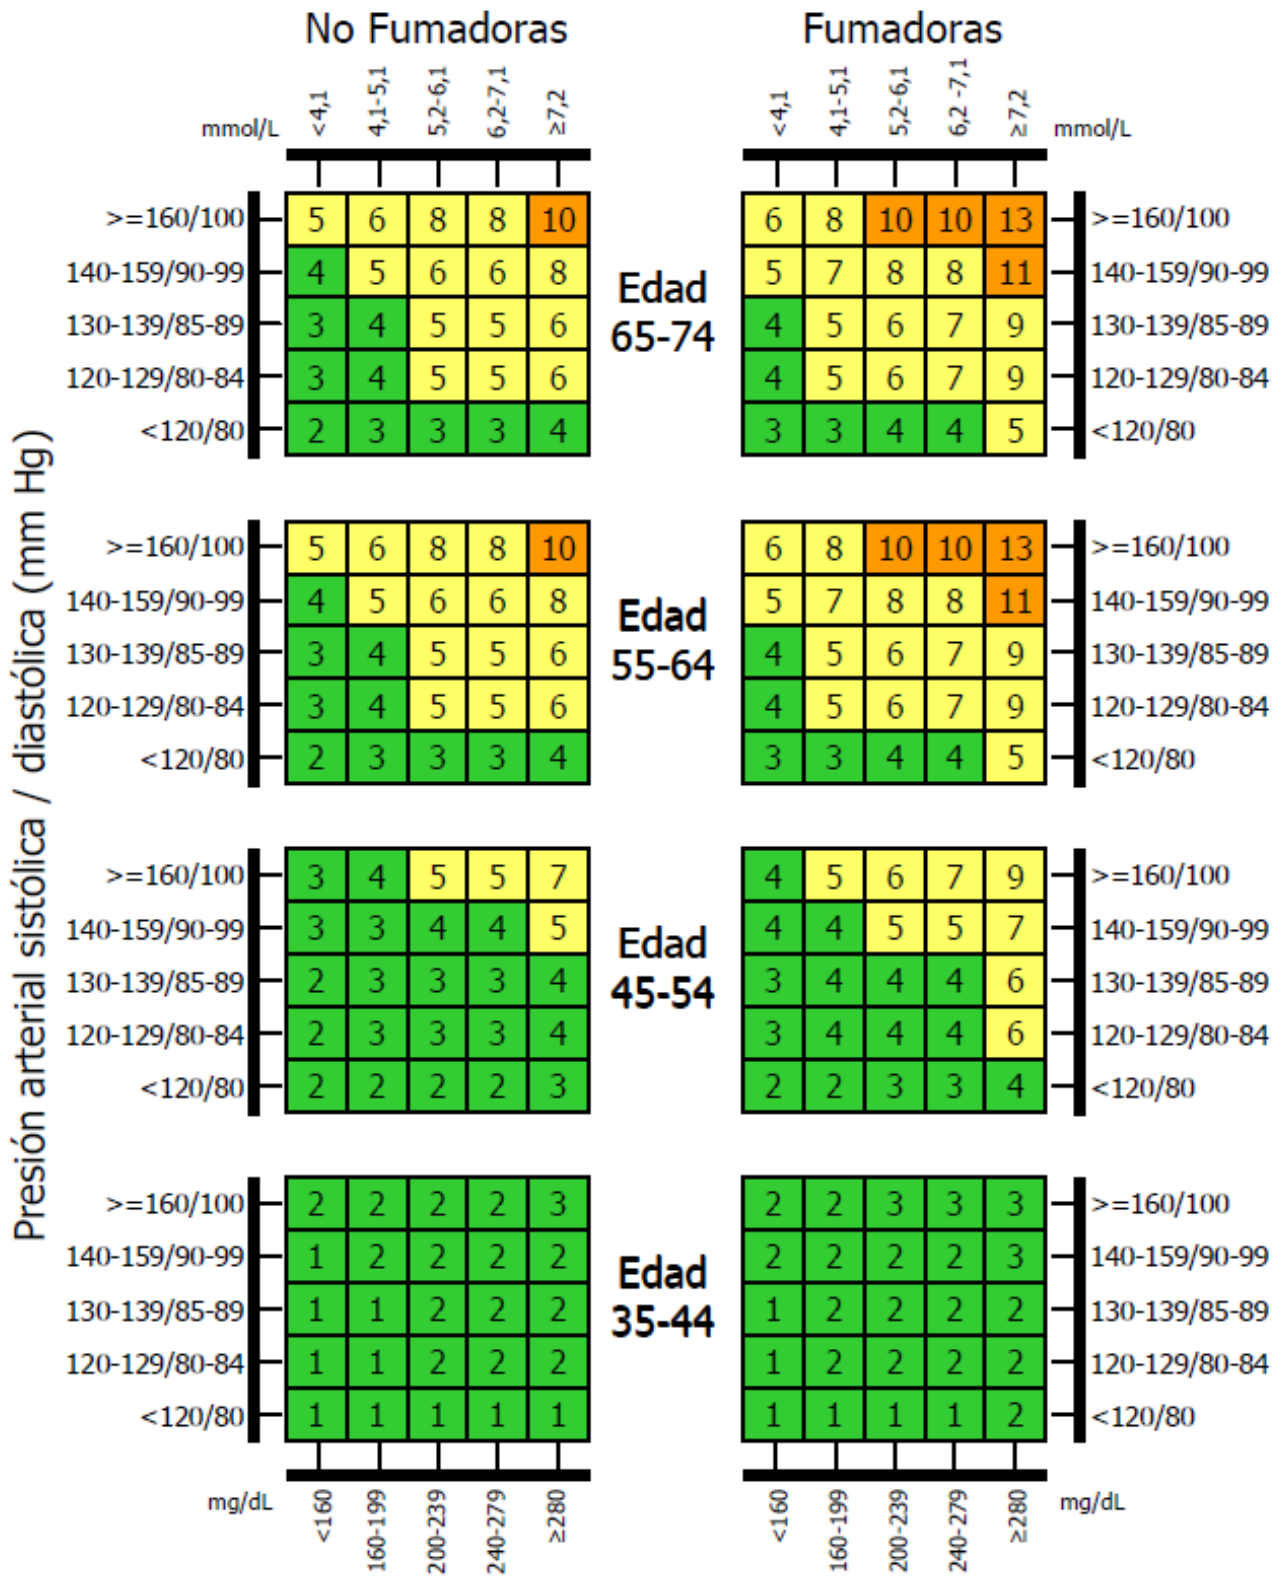 No Fumadoras Fumadoras
mmol/L <4,1 4,1-5,1 5,2-6,1 6,2-7,1 ≥7,2 <4,1 4,1-5,1 5,2-6,1 6,2 -7,1 ≥7,2 mmol/L
Presión arterial sistólica / diastólica (mm Hg)
>=160/100 5 6 8 8 10 6 8 10 10 13 >=160/100
140-159/90-99 4 5 6 6 8 5 7 8 8 11 140-159/90-99
130-139/85-89 3 4 5 5 6 4 5 6 7 9 130-139/85-89
120-129/80-84 3 4 5 5 6 4 5 6 7 9 120-129/80-84
<120/80 2 3 3 3 4 3 3 4 4 5 <120/80
Edad
65-74
>=160/100 5 6 8 8 10 6 8 10 10 13 >=160/100
140-159/90-99 4 5 6 6 8 5 7 8 8 11 140-159/90-99
130-139/85-89 3 4 5 5 6 4 5 6 7 9 130-139/85-89
120-129/80-84 3 4 5 5 6 4 5 6 7 9 120-129/80-84
<120/80 2 3 3 3 4 3 3 4 4 5 <120/80
Edad
55-64
>=160/100 3 4 5 5 7 4 5 6 7 9 >=160/100
140-159/90-99 3 3 4 4 5 4 4 5 5 7 140-159/90-99
130-139/85-89 2 3 3 3 4 3 4 4 4 6 130-139/85-89
120-129/80-84 2 3 3 3 4 3 4 4 4 6 120-129/80-84
<120/80 2 2 2 2 3 2 2 3 3 4 <120/80
Edad
45-54
>=160/100 2 2 2 2 3 2 2 3 3 3 >=160/100
140-159/90-99 1 2 2 2 2 2 2 2 2 3 140-159/90-99
130-139/85-89 1 1 2 2 2 1 2 2 2 2 130-139/85-89
120-129/80-84 1 1 2 2 2 1 2 2 2 2 120-129/80-84
<120/80 1 1 1 1 1 1 1 1 1 2 <120/80
Edad
35-44
mg/dL <160 160-199 200-239 240-279 ≥280 <160 160-199 200-239 240-279 ≥280 mg/dL